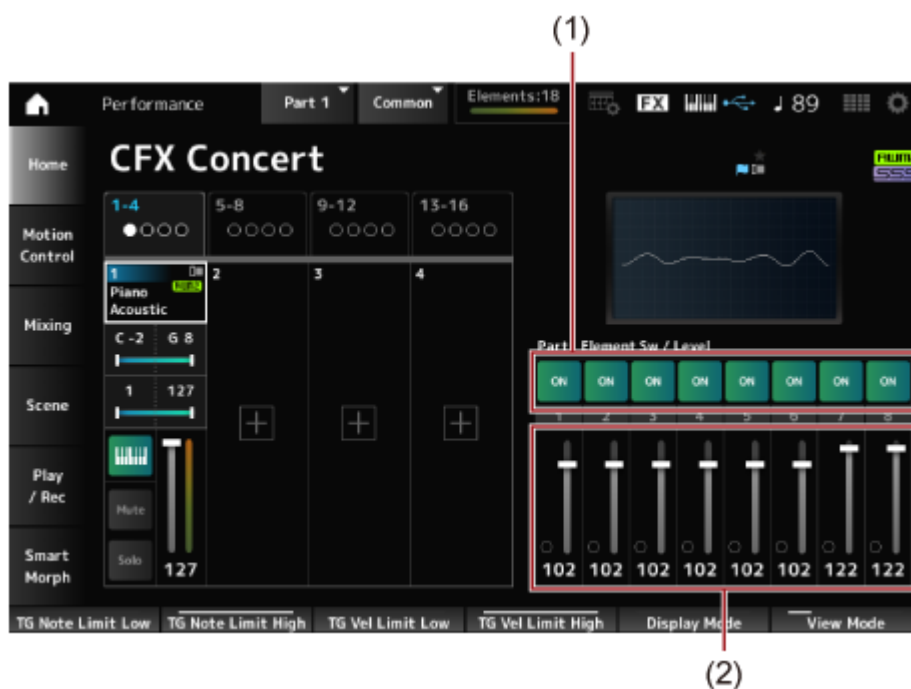 (1)
Performance Part 1 Common Elements:18 FX ♩ 89
Home
CFX Concert
1-4 5-8 9-12 13-16
Motion
Control
1 2 3 4
Piano
Acoustic
Mixing
C -2 G 8
Part Element Sw / Level
ON ON ON ON ON ON ON ON
1 127
1 2 3 4 5 6 7 8
Scene
Play
/ Rec
Mute
Smart
Morph
Solo
127
102 102 102 102 102 102 122 122
TG Note Limit Low TG Note Limit High TG Vel Limit Low TG Vel Limit High Display Mode View Mode
(2)